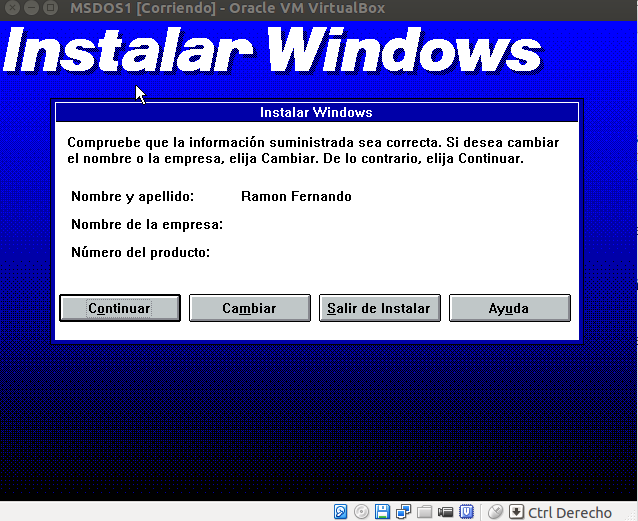 MSDOS1 [Corriendo] - Oracle VM VirtualBox
Instalar Windows
Instalar Windows
Compruebe que la información suministrada sea correcta. Si desea cambiar
el nombre o la empresa, elija Cambiar. De lo contrario, elija Continuar.
Nombre y apellido: Ramon Fernando
Nombre de la empresa:
Número del producto:
Continuar Cambiar Salir de Instalar Ayuda
Ctrl Derecho